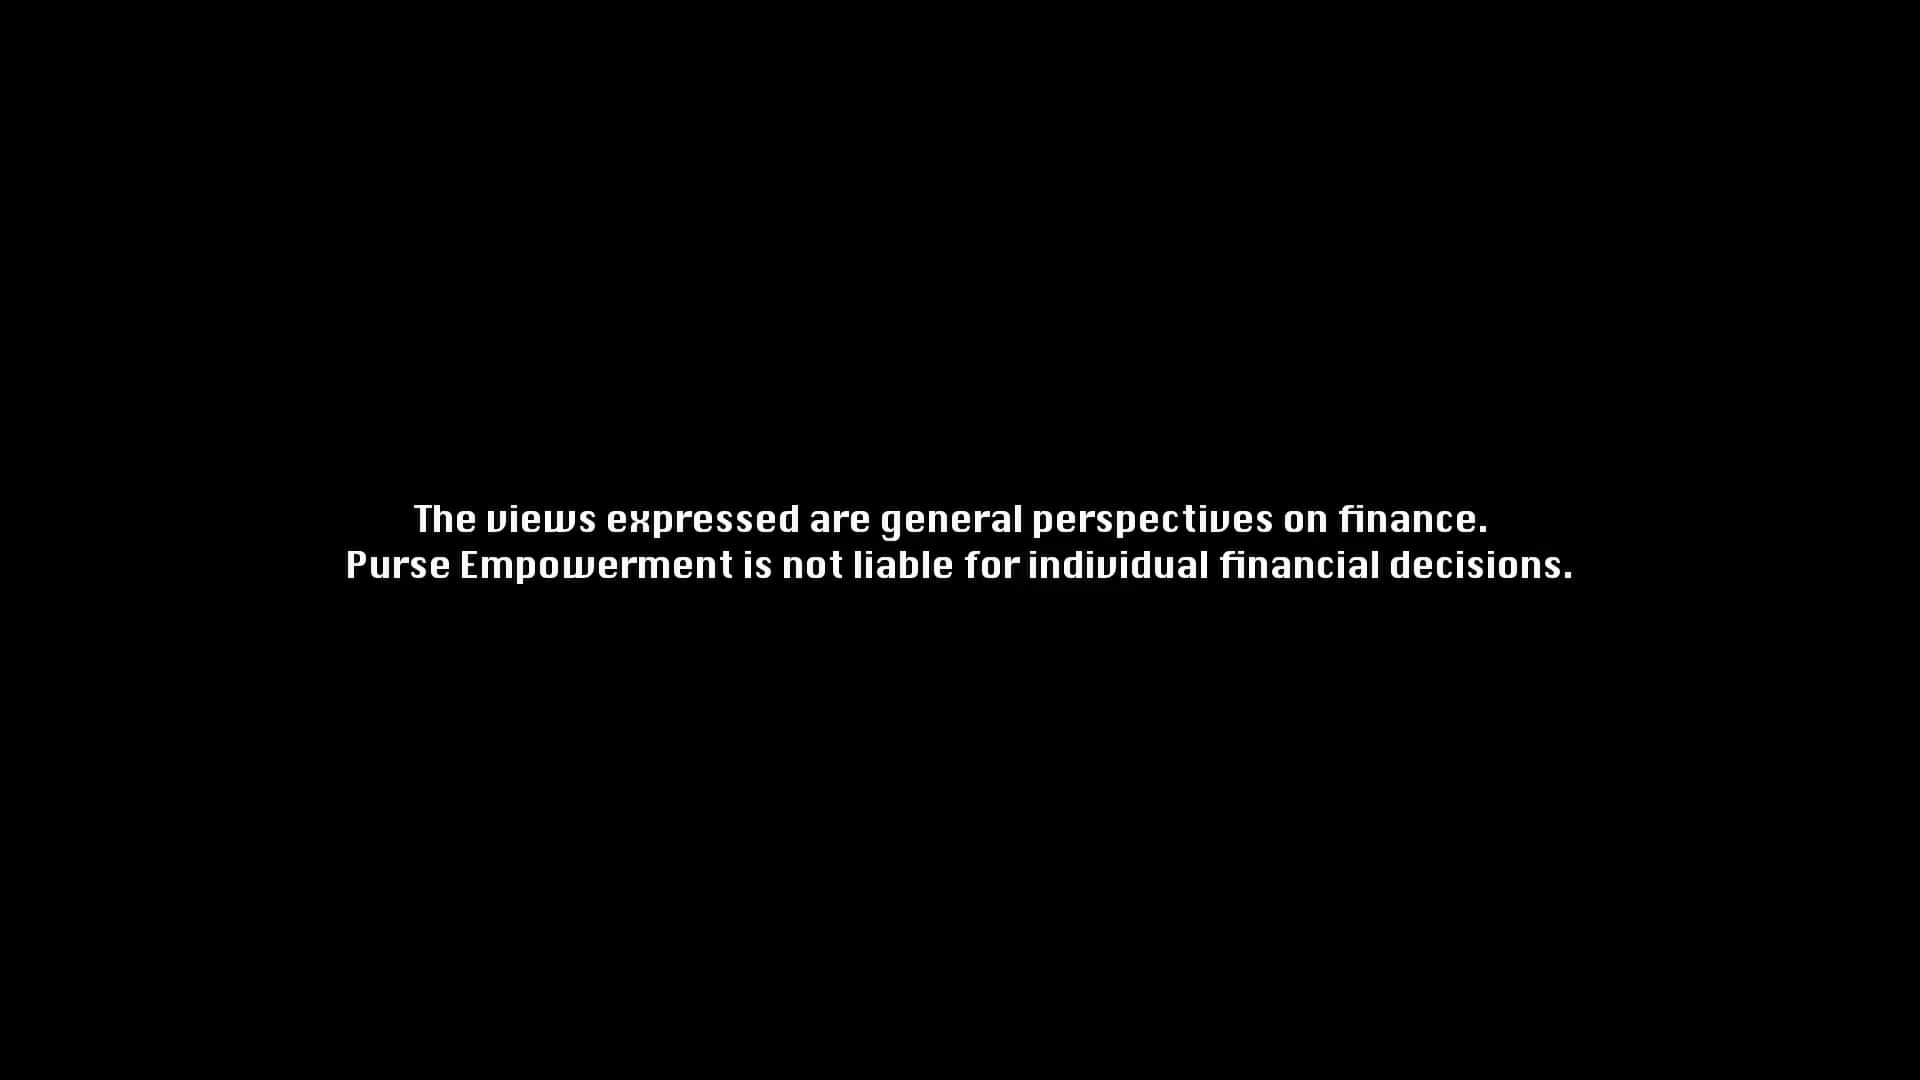 The views expressed are general perspectives on finance.
Purse Empowerment is not liable for individual financial decisions.